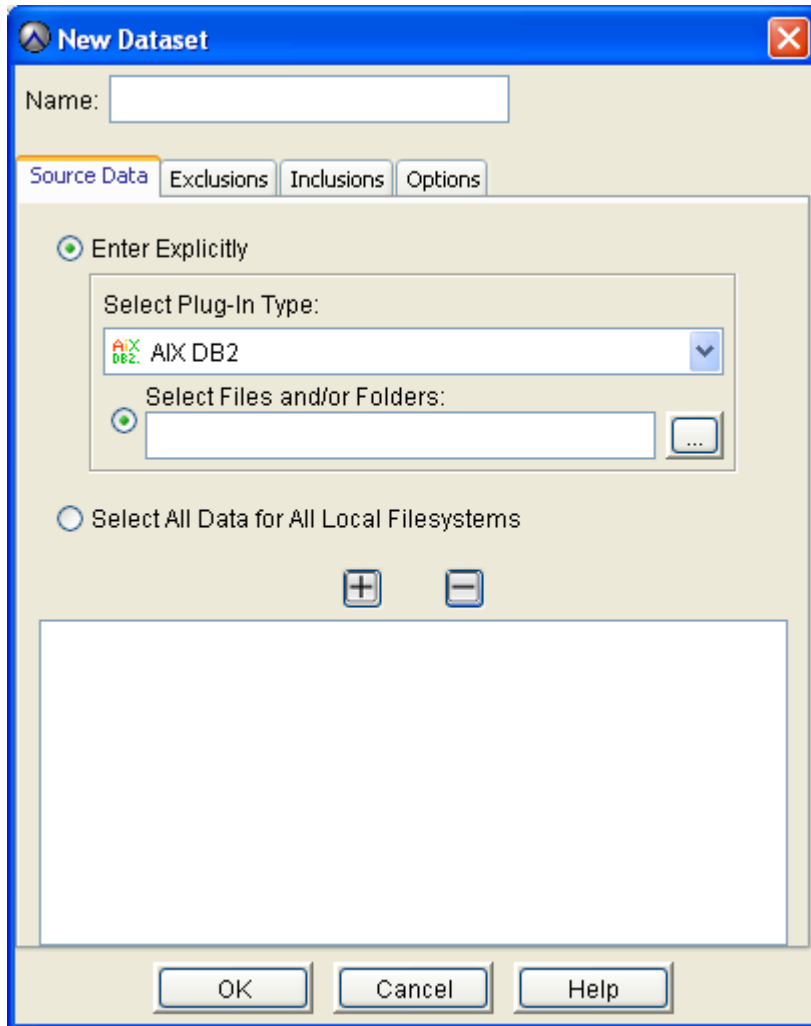 New Dataset
Name:
Source Data Exclusions Inclusions Options
Enter Explicitly
Select Plug-In Type:
AiX DB2. AIX DB2
Select Files and/or Folders:
...
Select All Data for All Local Filesystems
OK Cancel Help